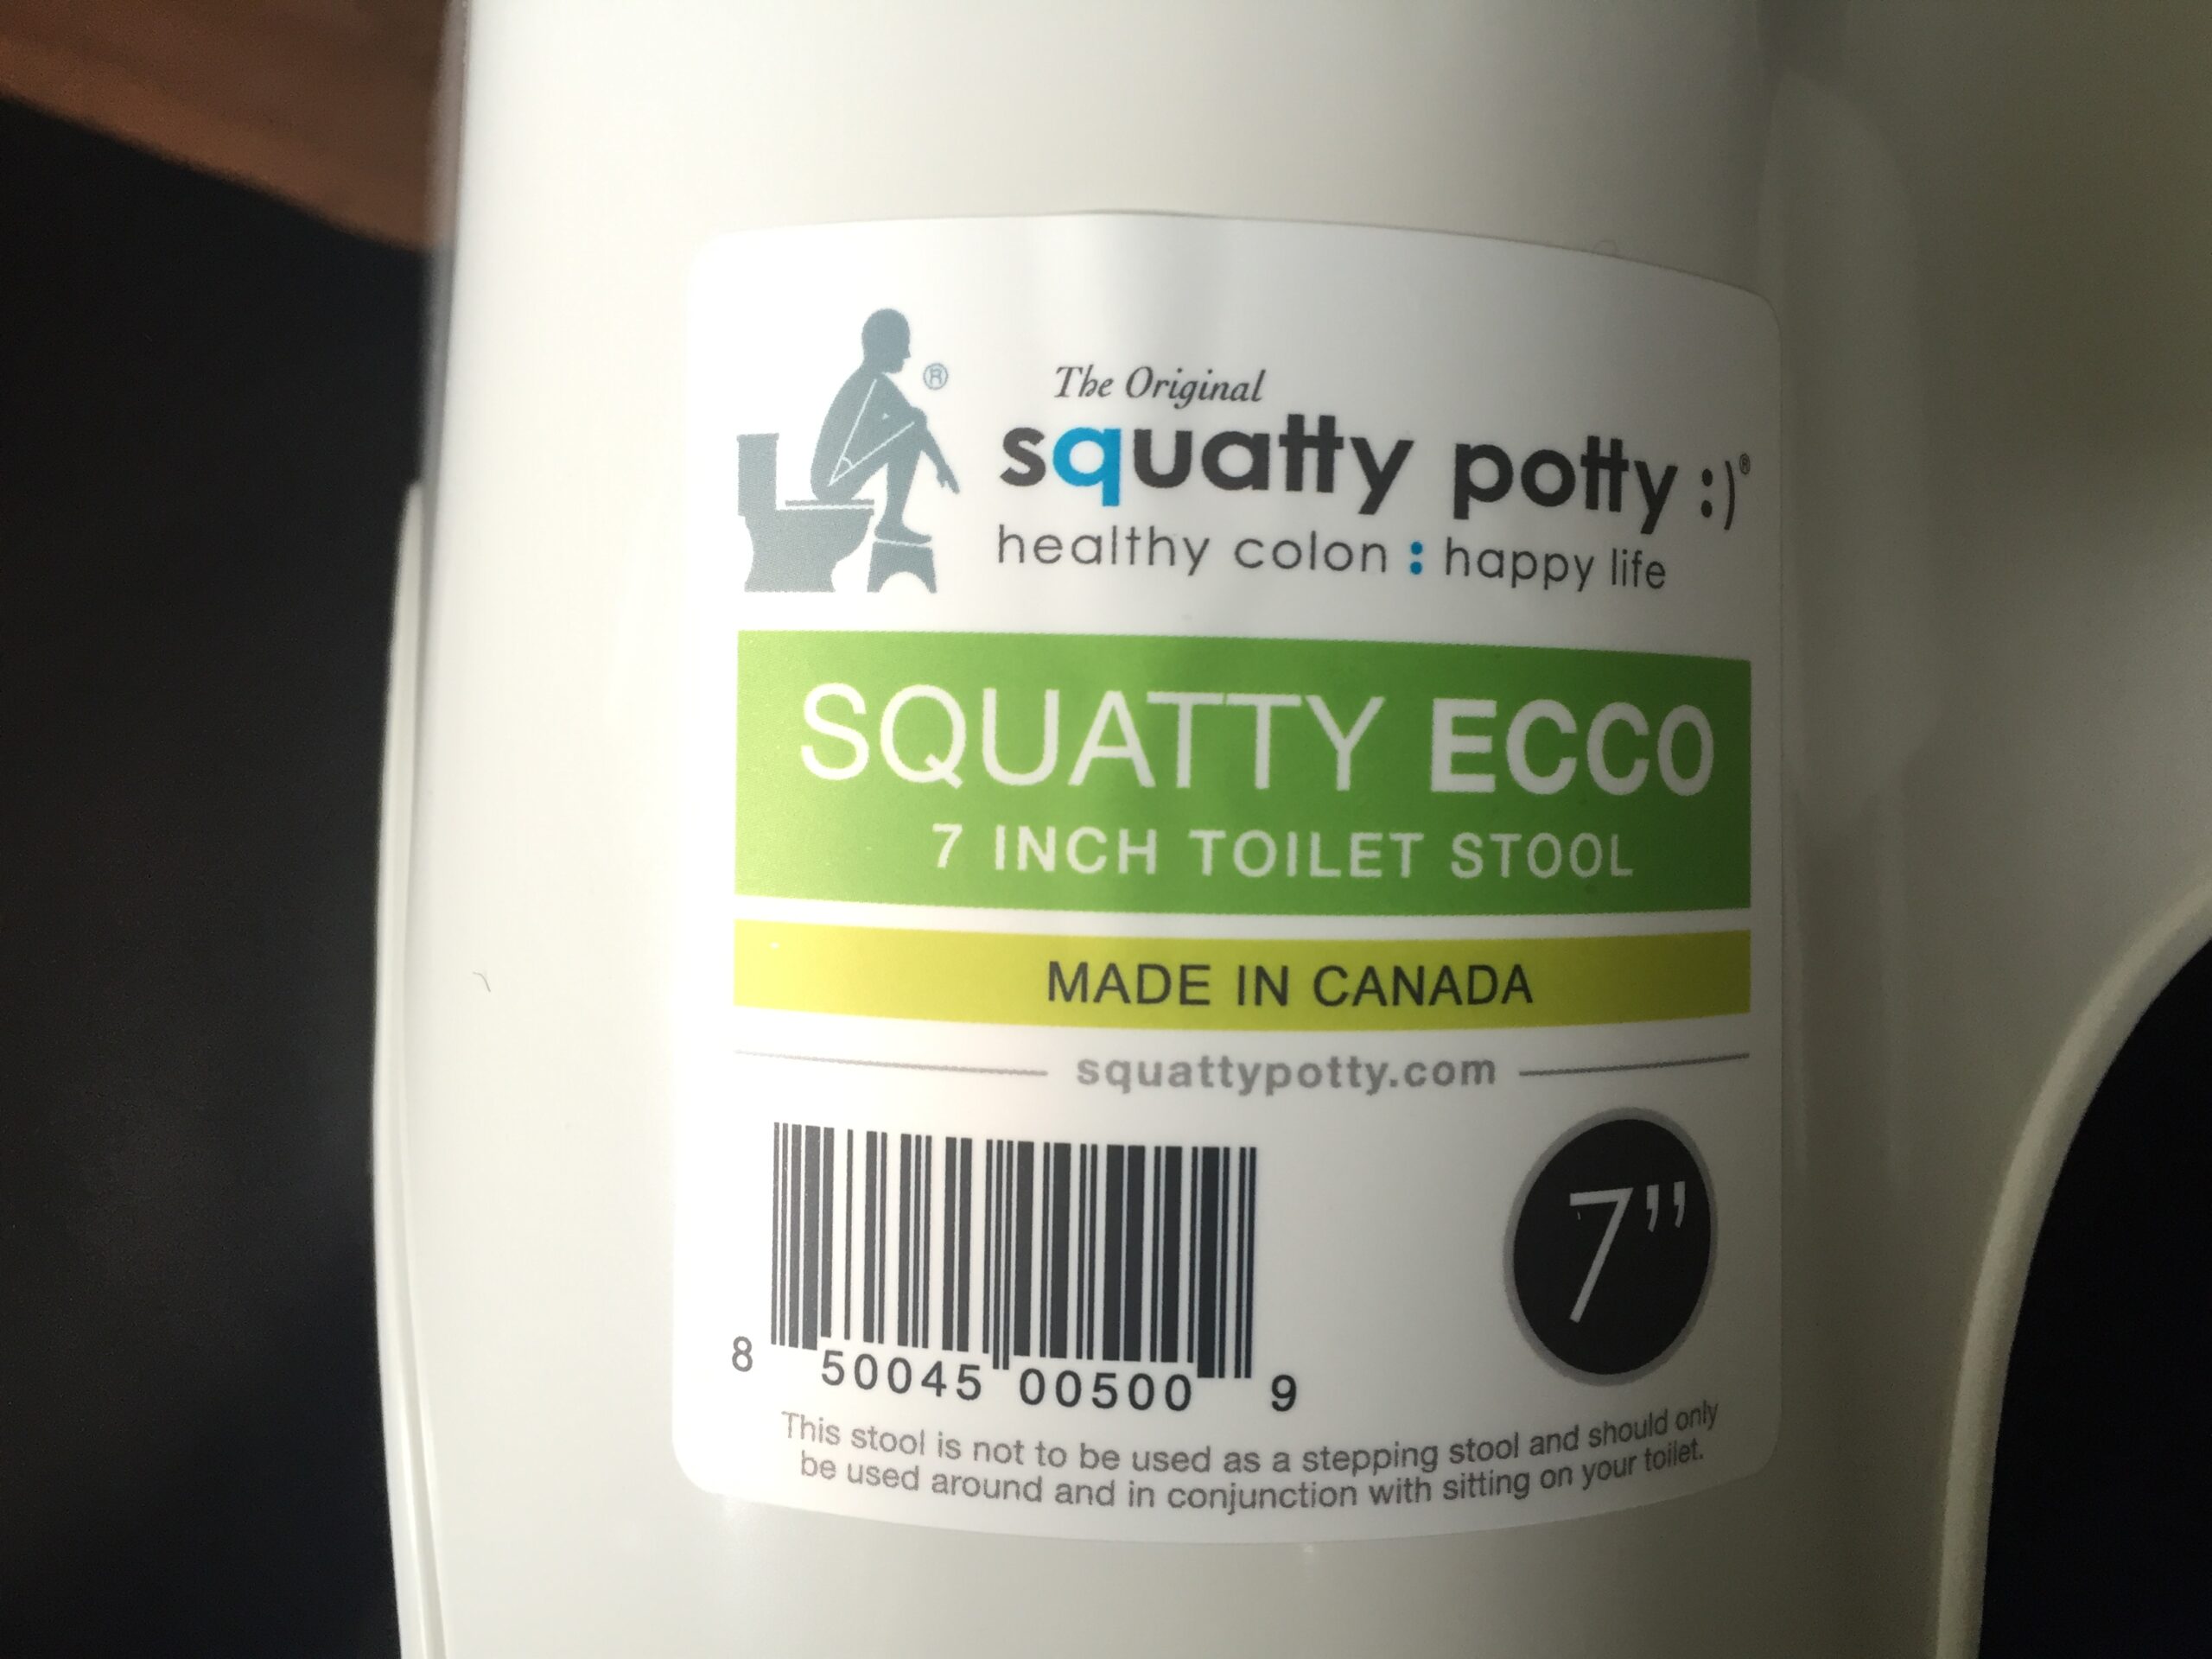 ®
The Original
squatty potty :)®
healthy colon : happy life
SQUATTY ECCO
7 INCH TOILET STOOL
MADE IN CANADA
squattypotty.com
7”
8 50045 00500 9
This stool is not to be used as a stepping stool and should only
be used around and in conjunction with sitting on your toilet.